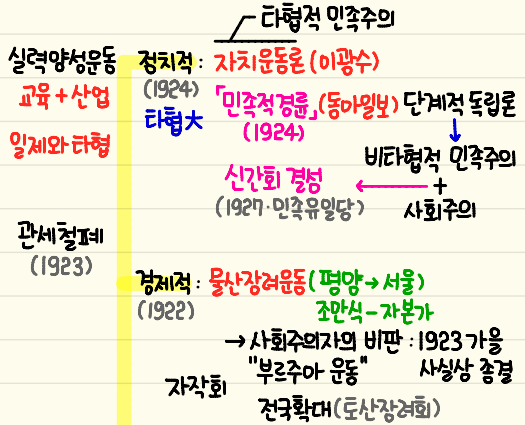 타협적 민족주의
실력양성운동 정치적 : 자치운동론 (이광수)
교육 + 산업 (1924) 「민족적경륜」(동아일보) 단계적 독립론
일제와 타협 타협大 (1924) ↓
비타협적 민족주의
신간회 결성 ← +
(1927·민족유일당) 사회주의
관세철폐
(1923)
경제적 : 물산장려운동 (평양→서울)
(1922) 조만식-자본가
→ 사회주의자의 비판 : 1923 가을
"부르주아 운동" 사실상 종결
자작회
전국확대 (토산장려회)